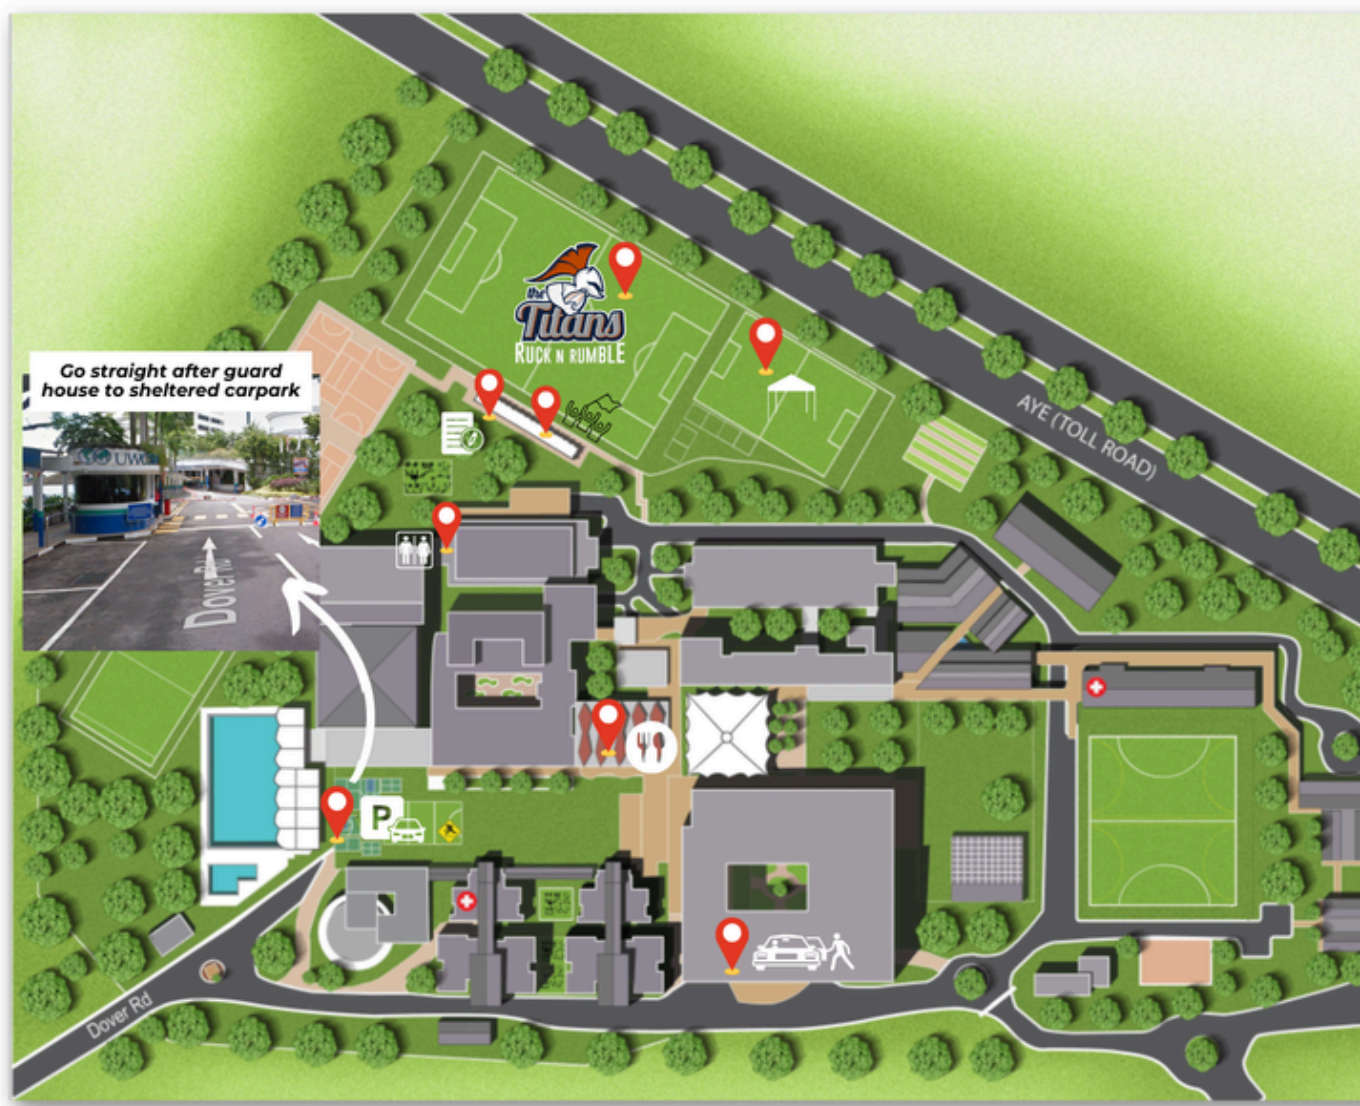 Go straight after guard
house to sheltered carpark
UWC
Dover Rd
the
Titans
RUCK N RUMBLE
AYE (TOLL ROAD)
P
Dover Rd